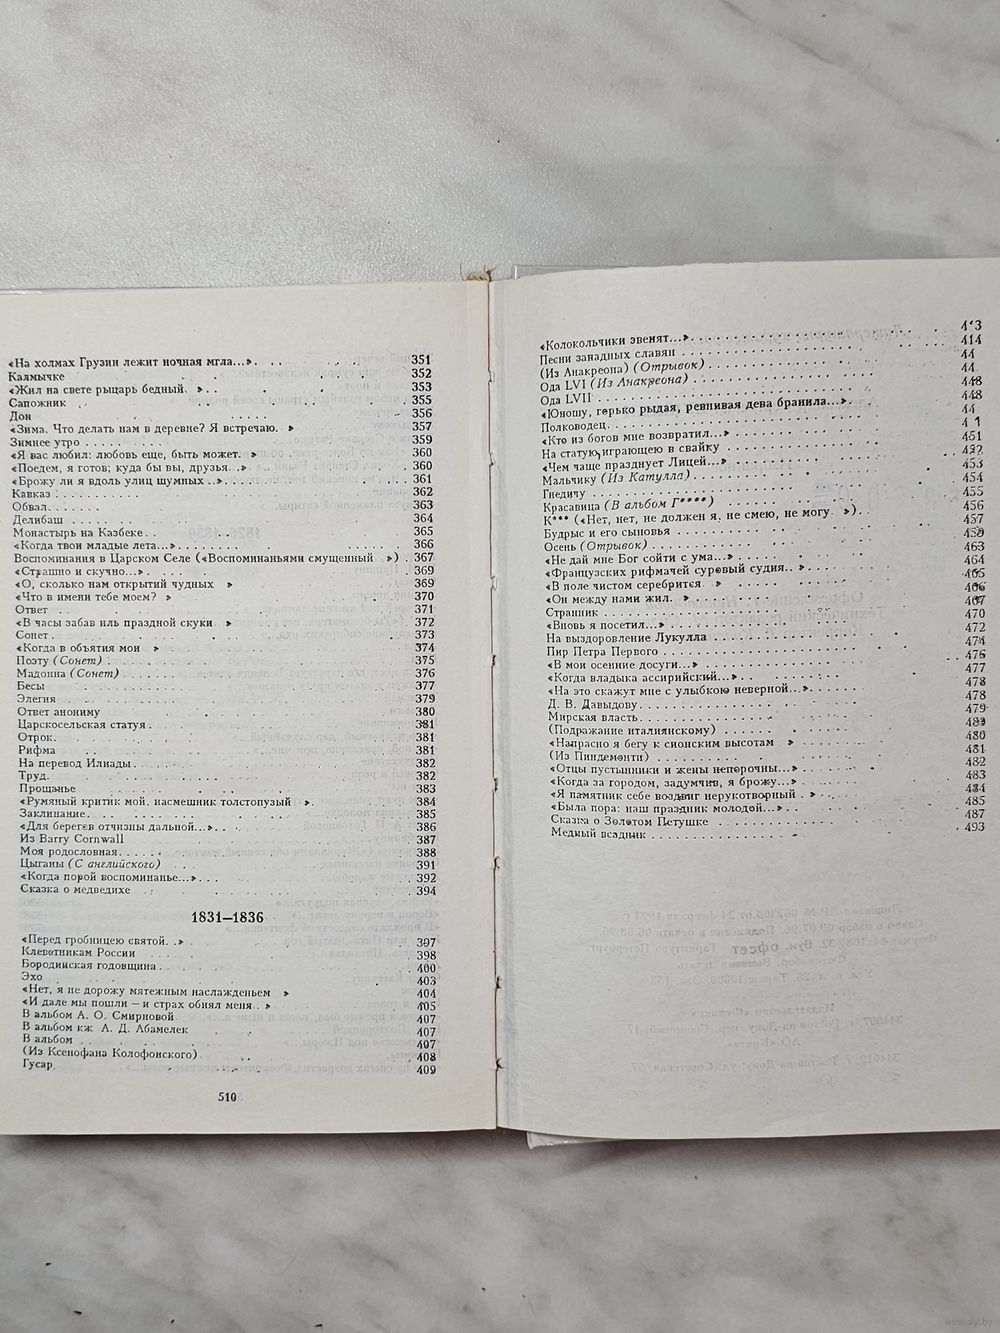 «На холмах Грузии лежит ночная мгла...» 351
Калмычке 352
«Жил на свете рыцарь бедный. » 353
Сапожник 355
Дон 356
«Зима. Что делать нам в деревне? Я встречаю. » 357
Зимнее утро 359
«Я вас любил: любовь еще, быть может. » 360
«Поедем, я готов; куда бы вы, друзья...» 360
«Брожу ли я вдоль улиц шумных..» 361
Кавказ 362
Обвал 363
Делибаш 364
Монастырь на Казбеке 365
«Когда твои младые лета...» 366
Воспоминания в Царском Селе («Воспоминаньями смущенный ») 367
«Страшно и скучно...» 369
«О, сколько нам открытий чудных » 369
«Что в имени тебе моем? » 370
Ответ 371
«В часы забав иль праздной скуки » 372
Сонет 373
«Когда в объятия мои » 374
Поэту (Сонет) 375
Мадонна (Сонет) 376
Бесы 377
Элегия 379
Ответ анониму 380
Царскосельская статуя 381
Отрок 381
Рифма 381
На перевод Илиады 382
Труд 382
Прощанье 383
«Румяный критик мой, насмешник толстопузый » 384
Заклинание 385
«Для берегов отчизны дальной...» 386
Из Barry Cornwall 387
Моя родословная 388
Цыганы (С английского) 391
«Когда порой воспоминанье...» 392
Сказка о медведихе 394
1831—1836
«Перед гробницею святой. .» 397
Клеветникам России 398
Бородинская годовщина 400
Эхо 403
«Нет, я не дорожу мятежным наслажденьем » 404
«И дале мы пошли — и страх обнял меня.. » 405
В альбом А. О. Смирновой 407
В альбом кж. А. Д. Абамелек 407
В альбом 407
(Из Ксенофана Колофонского) 408
Гусар 409
510
«Колокольчики звенят...»
Песни западных славян 414
(Из Анакреона) (Отрывок) 44
Ода LVI (Из Анакреона) 44
Ода LVII 448
«Юношу, горько рыдая, ревнивая дева бранила...» 448
Полководец 44
«Кто из богов мне возвратил...»
На статую играющего в свайку 451
«Чем чаще празднует Лицей...» 452
Мальчику (Из Катулла) 453
Гнедичу 454
Красавица (В альбом Г****) 455
К*** («Нет, нет, не должен я, не смею, не могу. ») 456
Будрыс и его сыновья 457
Осень (Отрывок) 459
«Не дай мне Бог сойти с ума...» 463
«Французских рифмачей суровый судия.. » 464
«В поле чистом серебрится » 465
«Он между нами жил. » 466
Странник 467
«Вновь я посетил...» 470
На выздоровление Лукулла 472
Пир Петра Первого 474
«В мои осенние досуги...» 476
«Когда владыка ассирийский...» 477
«На это скажут мне с улыбкою неверной...» 478
Д. В. Давыдову 478
Мирская власть 479
(Подражание италиянскому) 480
«Напрасно я бегу к сионским высотам » 480
(Из Пиндемонти) 481
«Отцы пустынники и жены непорочны...» 482
«Когда за городом, задумчив, я брожу...» 483
«Я памятник себе воздвиг нерукотворный . » 484
«Была пора: наш праздник молодой...» 485
Сказка о Золотом Петушке 487
Медный всадник 493
www.ay.by